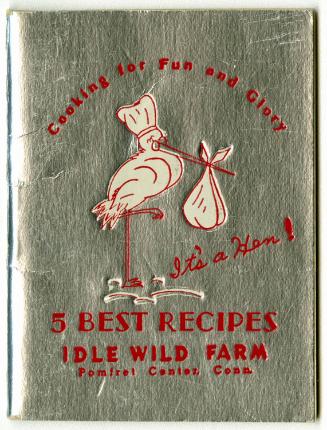 Cooking for Fun and Glory
It's a Hen!
5 BEST RECIPES
IDLE WILD FARM
Pomfret Center, Conn.